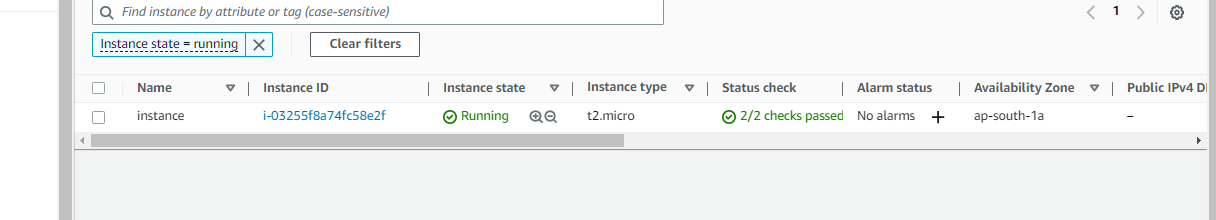 Find instance by attribute or tag (case-sensitive)
1
Instance state = running
Clear filters
Name Instance ID Instance state Instance type Status check Alarm status Availability Zone Public IPv4
instance i-03255f8a74fc58e2f Running t2.micro 2/2 checks passed No alarms + ap-south-1a –